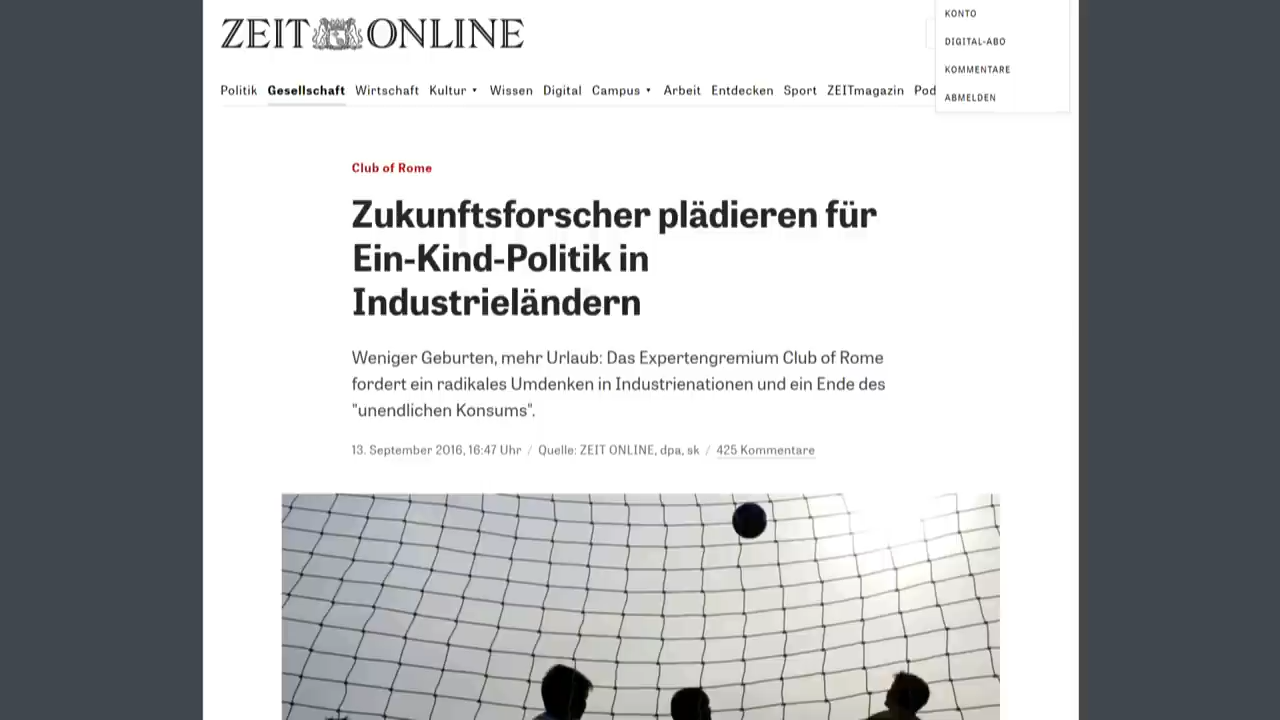 ZEIT ONLINE
KONTO
DIGITAL-ABO
KOMMENTARE
ABMELDEN
Politik Gesellschaft Wirtschaft Kultur Wissen Digital Campus Arbeit Entdecken Sport ZEITmagazin Pod
Club of Rome
Zukunftsforscher plädieren für
Ein-Kind-Politik in
Industrieländern
Weniger Geburten, mehr Urlaub: Das Expertengremium Club of Rome
fordert ein radikales Umdenken in Industrienationen und ein Ende des
"unendlichen Konsums".
13. September 2016, 16:47 Uhr / Quelle: ZEIT ONLINE, dpa, sk / 425 Kommentare